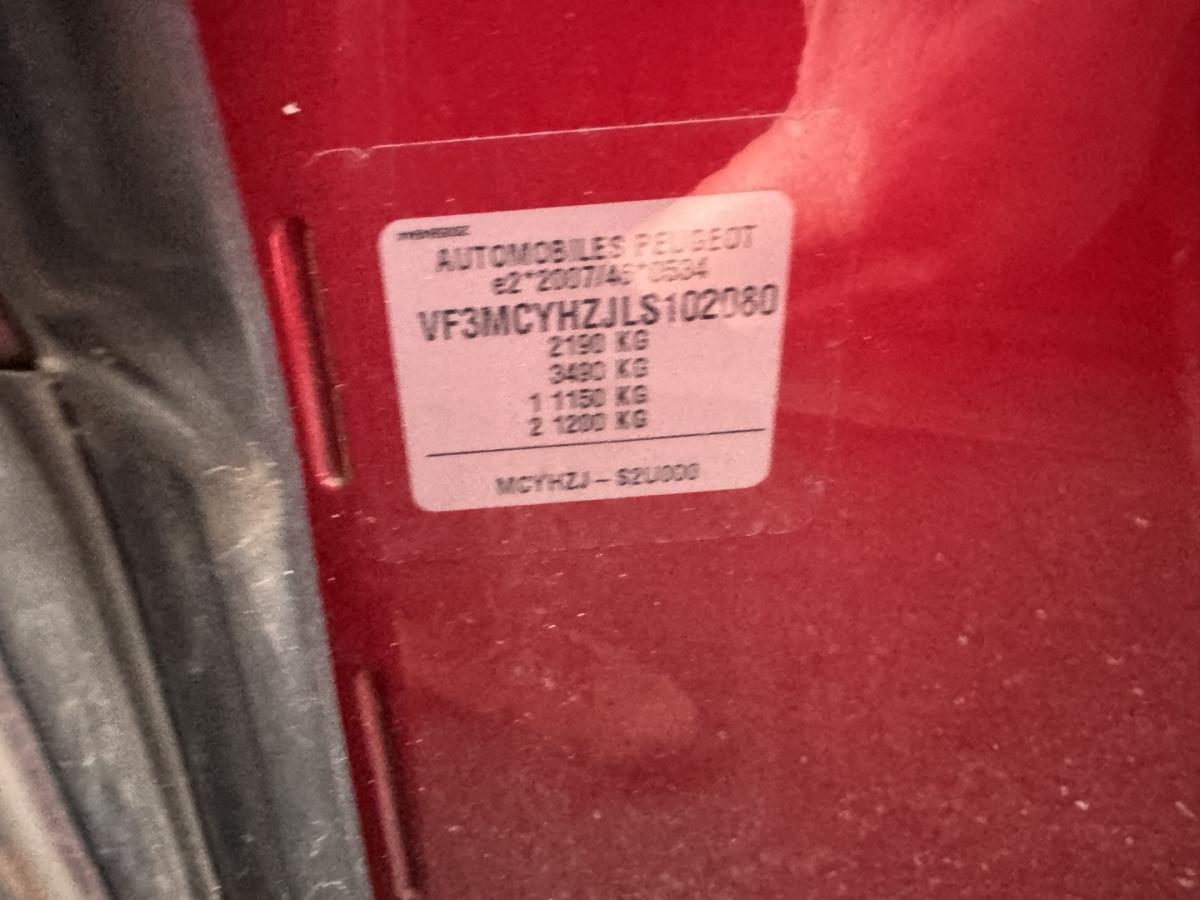 AUTOMOBILES PEUGEOT
e2*2007/46*0534
VF3MCYHZJLS102080
2190 KG
3490 KG
1 1150 KG
2 1200 KG
MCYHZJ – S2U000